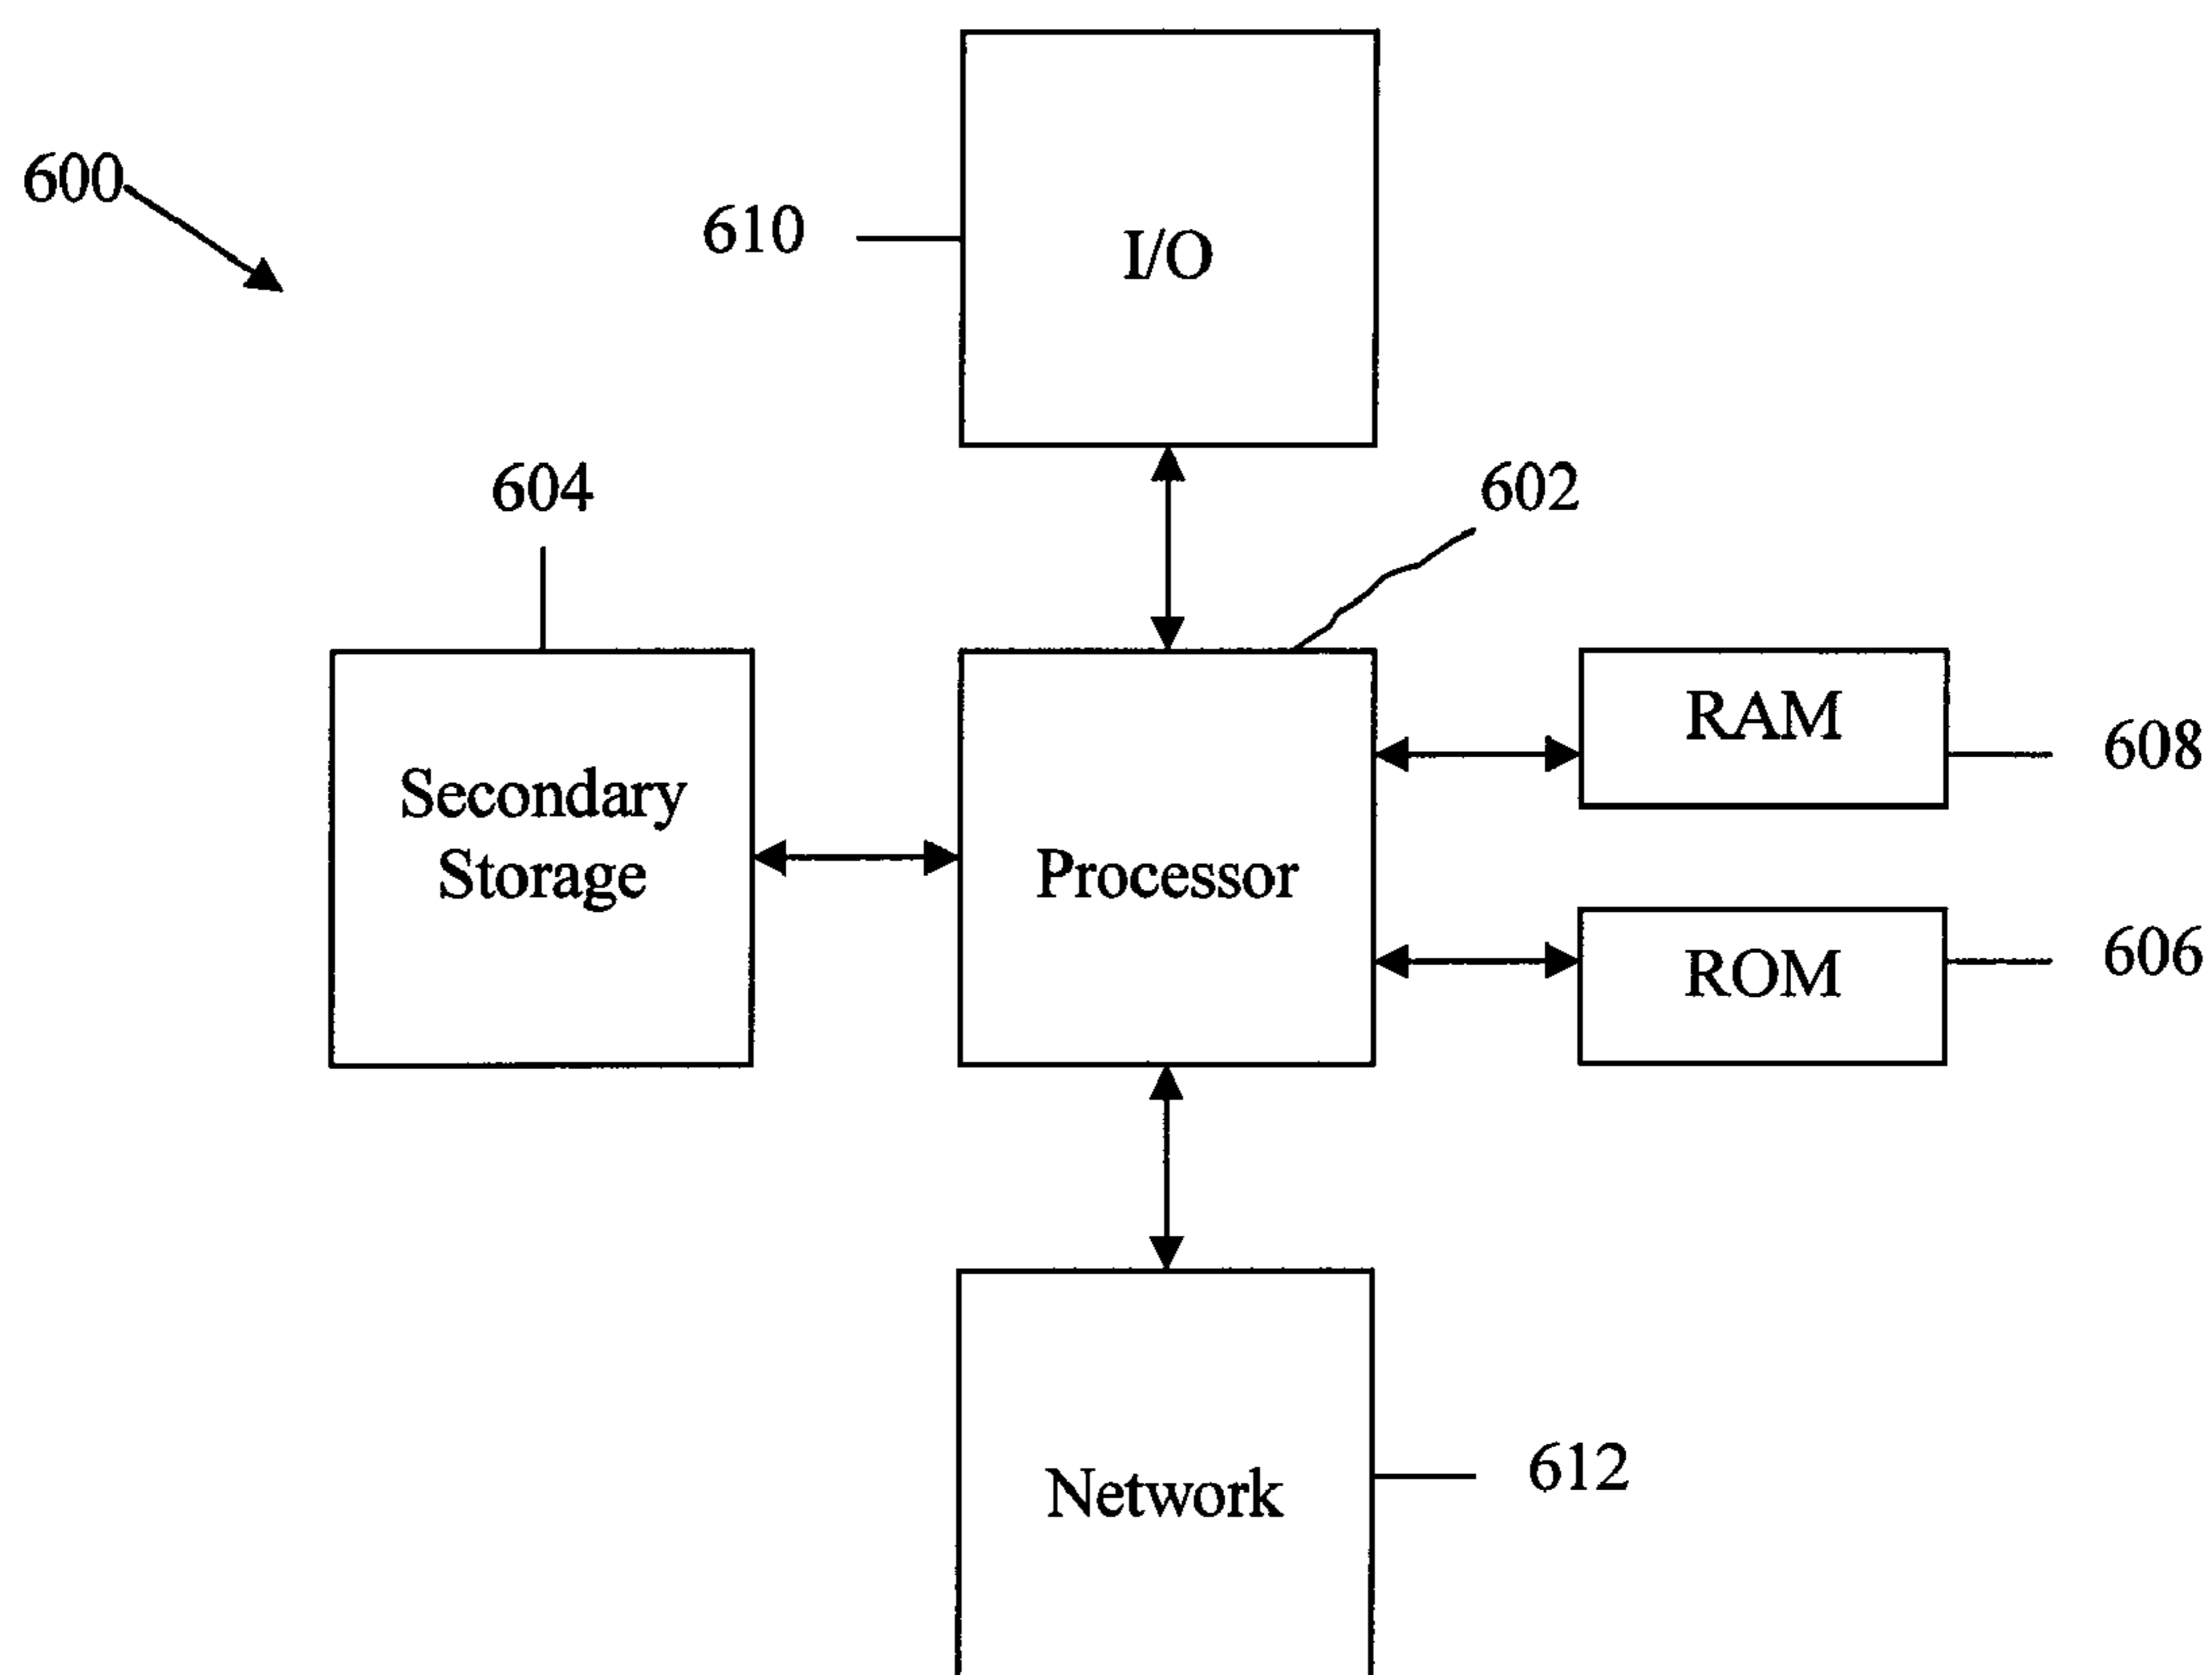 600
610
I/O
604
602
Secondary
Storage
Processor
RAM
608
ROM
606
Network
612